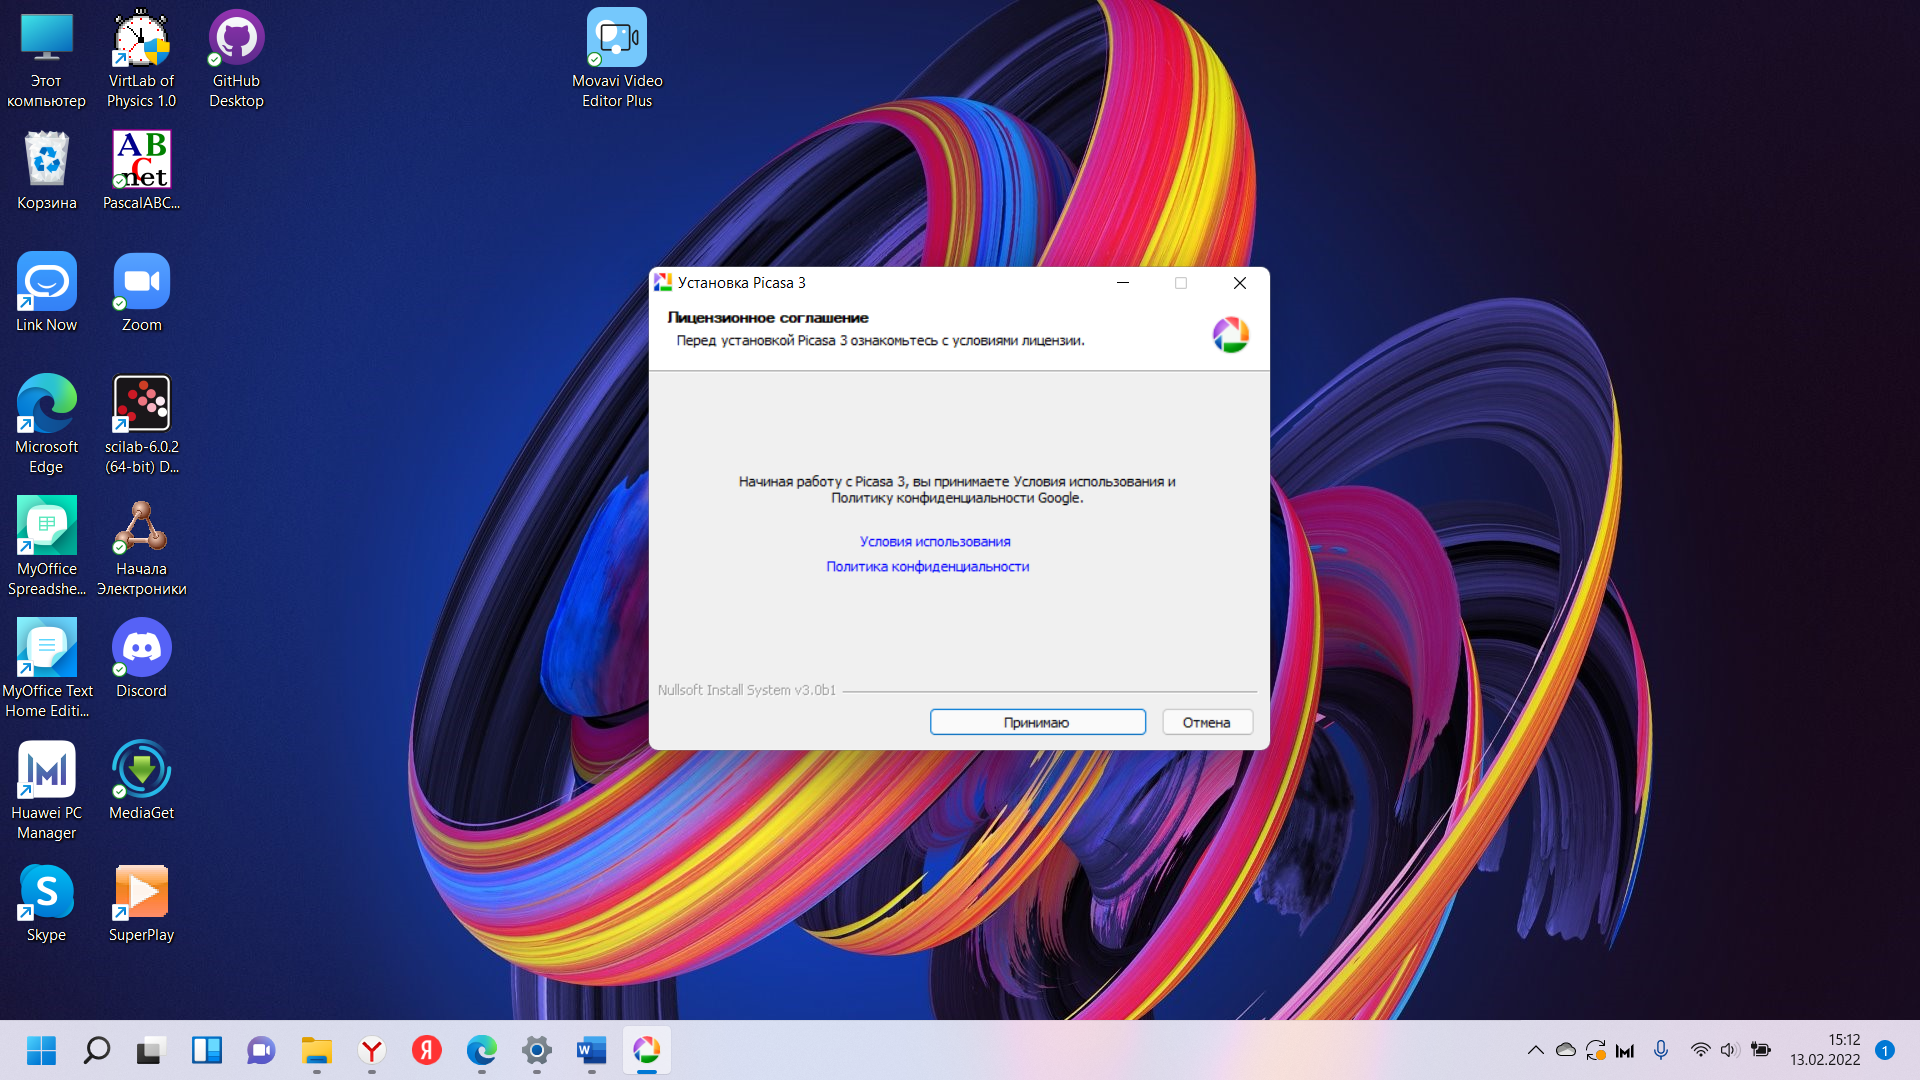 Этот
компьютер
VirtLab of
Physics 1.0
GitHub
Desktop
Movavi Video
Editor Plus
Корзина
A B
C
net
PascalABC...
Link Now
Zoom
Microsoft
Edge
scilab-6.0.2
(64-bit) D...
MyOffice
Spreadshe...
Начала
Электроники
MyOffice Text
Home Editi...
Discord
Huawei PC
Manager
MediaGet
S
Skype
SuperPlay
Установка Picasa 3
Лицензионное соглашение
Перед установкой Picasa 3 ознакомьтесь с условиями лицензии.
Начиная работу с Picasa 3, вы принимаете Условия использования и
Политику конфиденциальности Google.
Условия использования
Политика конфиденциальности
Nullsoft Install System v3.0b1
Принимаю
Отмена
Y
Я
W
15:12
13.02.2022
1